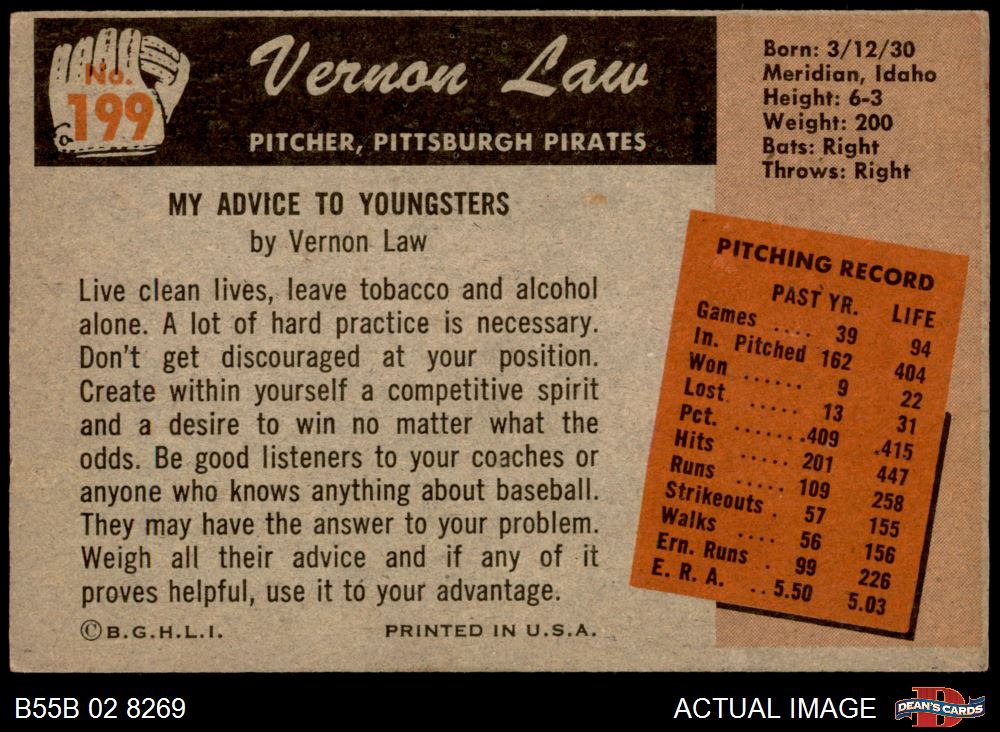 No.
199
Vernon Law
PITCHER, PITTSBURGH PIRATES
Born: 3/12/30
Meridian, Idaho
Height: 6-3
Weight: 200
Bats: Right
Throws: Right
MY ADVICE TO YOUNGSTERS
by Vernon Law
Live clean lives, leave tobacco and alcohol
alone. A lot of hard practice is necessary.
Don't get discouraged at your position.
Create within yourself a competitive spirit
and a desire to win no matter what the
odds. Be good listeners to your coaches or
anyone who knows anything about baseball.
They may have the answer to your problem.
Weigh all their advice and if any of it
proves helpful, use it to your advantage.
©B.G.H.L.I. PRINTED IN U.S.A.
PITCHING RECORD
PAST YR. LIFE
Games .... 39 94
In. Pitched 162 404
Won ...... 9 22
Lost ..... 13 31
Pct. .......409 .415
Hits ..... 201 447
Runs ..... 109 258
Strikeouts . 57 155
Walks .... 56 156
Ern. Runs . 99 226
E. R. A. ..5.50 5.03
B55B 02 8269
ACTUAL IMAGE
D
DEAN'S CARDS